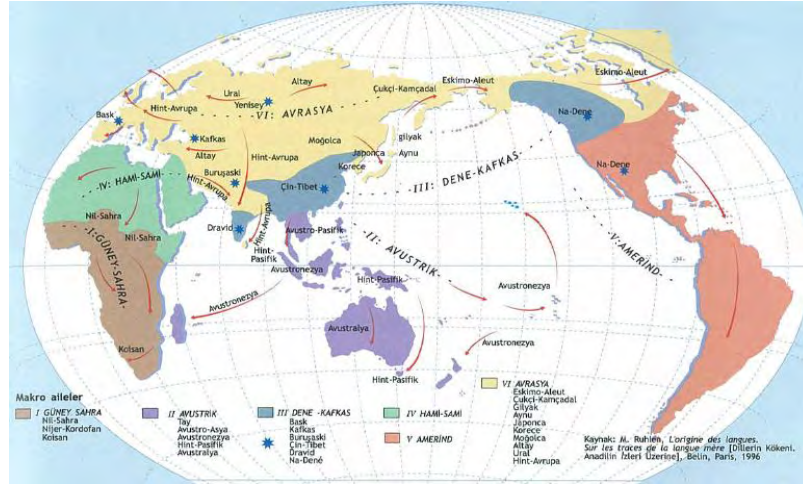 Ural
Altay
Yenisey
Çukçi-Kamçadal
Eskimo-Aleut
Eskimo-Aleut
Na-Dene
Na-Dene
Bask
Hint-Avrupa
-VI: AVRASYA
Kafkas
Altay
Moğolca
gilyak
Japonca
Aynu
Korece
Hint-Avrupa
Buruşaski
Hint-Avrupa
-IV: HAMİ-SAMİ
Çin-Tibet
III: DENE-KAFKAS
Nil-Sahra
Nil-Sahra
Dravid
Hint-Avrupa
Hint-Pasifik
Avustro-Pasifik
-I:GÜNEY-SAHRA-
-II: AVUSTRİK-
V:AMERİND
Avustronezya
Avustronezya
Hint-Pasifik
Avustronezya
Avustralya
Avustronezya
Koisan
Hint-Pasifik
Makro aileler
I GÜNEY SAHRA
Nil-Sahra
Nijer-Kordofan
Koisan
II AVUSTRİK
Tay
Avustro-Asya
Avustronezya
Hint-Pasifik
Avustralya
III DENE -KAFKAS
Bask
Kafkas
Buruşaski
Çin-Tibet
Dravid
Na-Dené
IV HAMİ-SAMİ
V AMERİND
VI AVRASYA
Eskimo-Aleut
Çukçi-Kamçadal
Gilyak
Aynu
Japonca
Korece
Moğolca
Altay
Ural
Hint-Avrupa
Kaynak: M. Ruhlen, L'origine des langues.
Sur les traces de la langue mère [Dillerin Kökeni.
Anadilin İzleri Üzerine], Belin, Paris, 1996